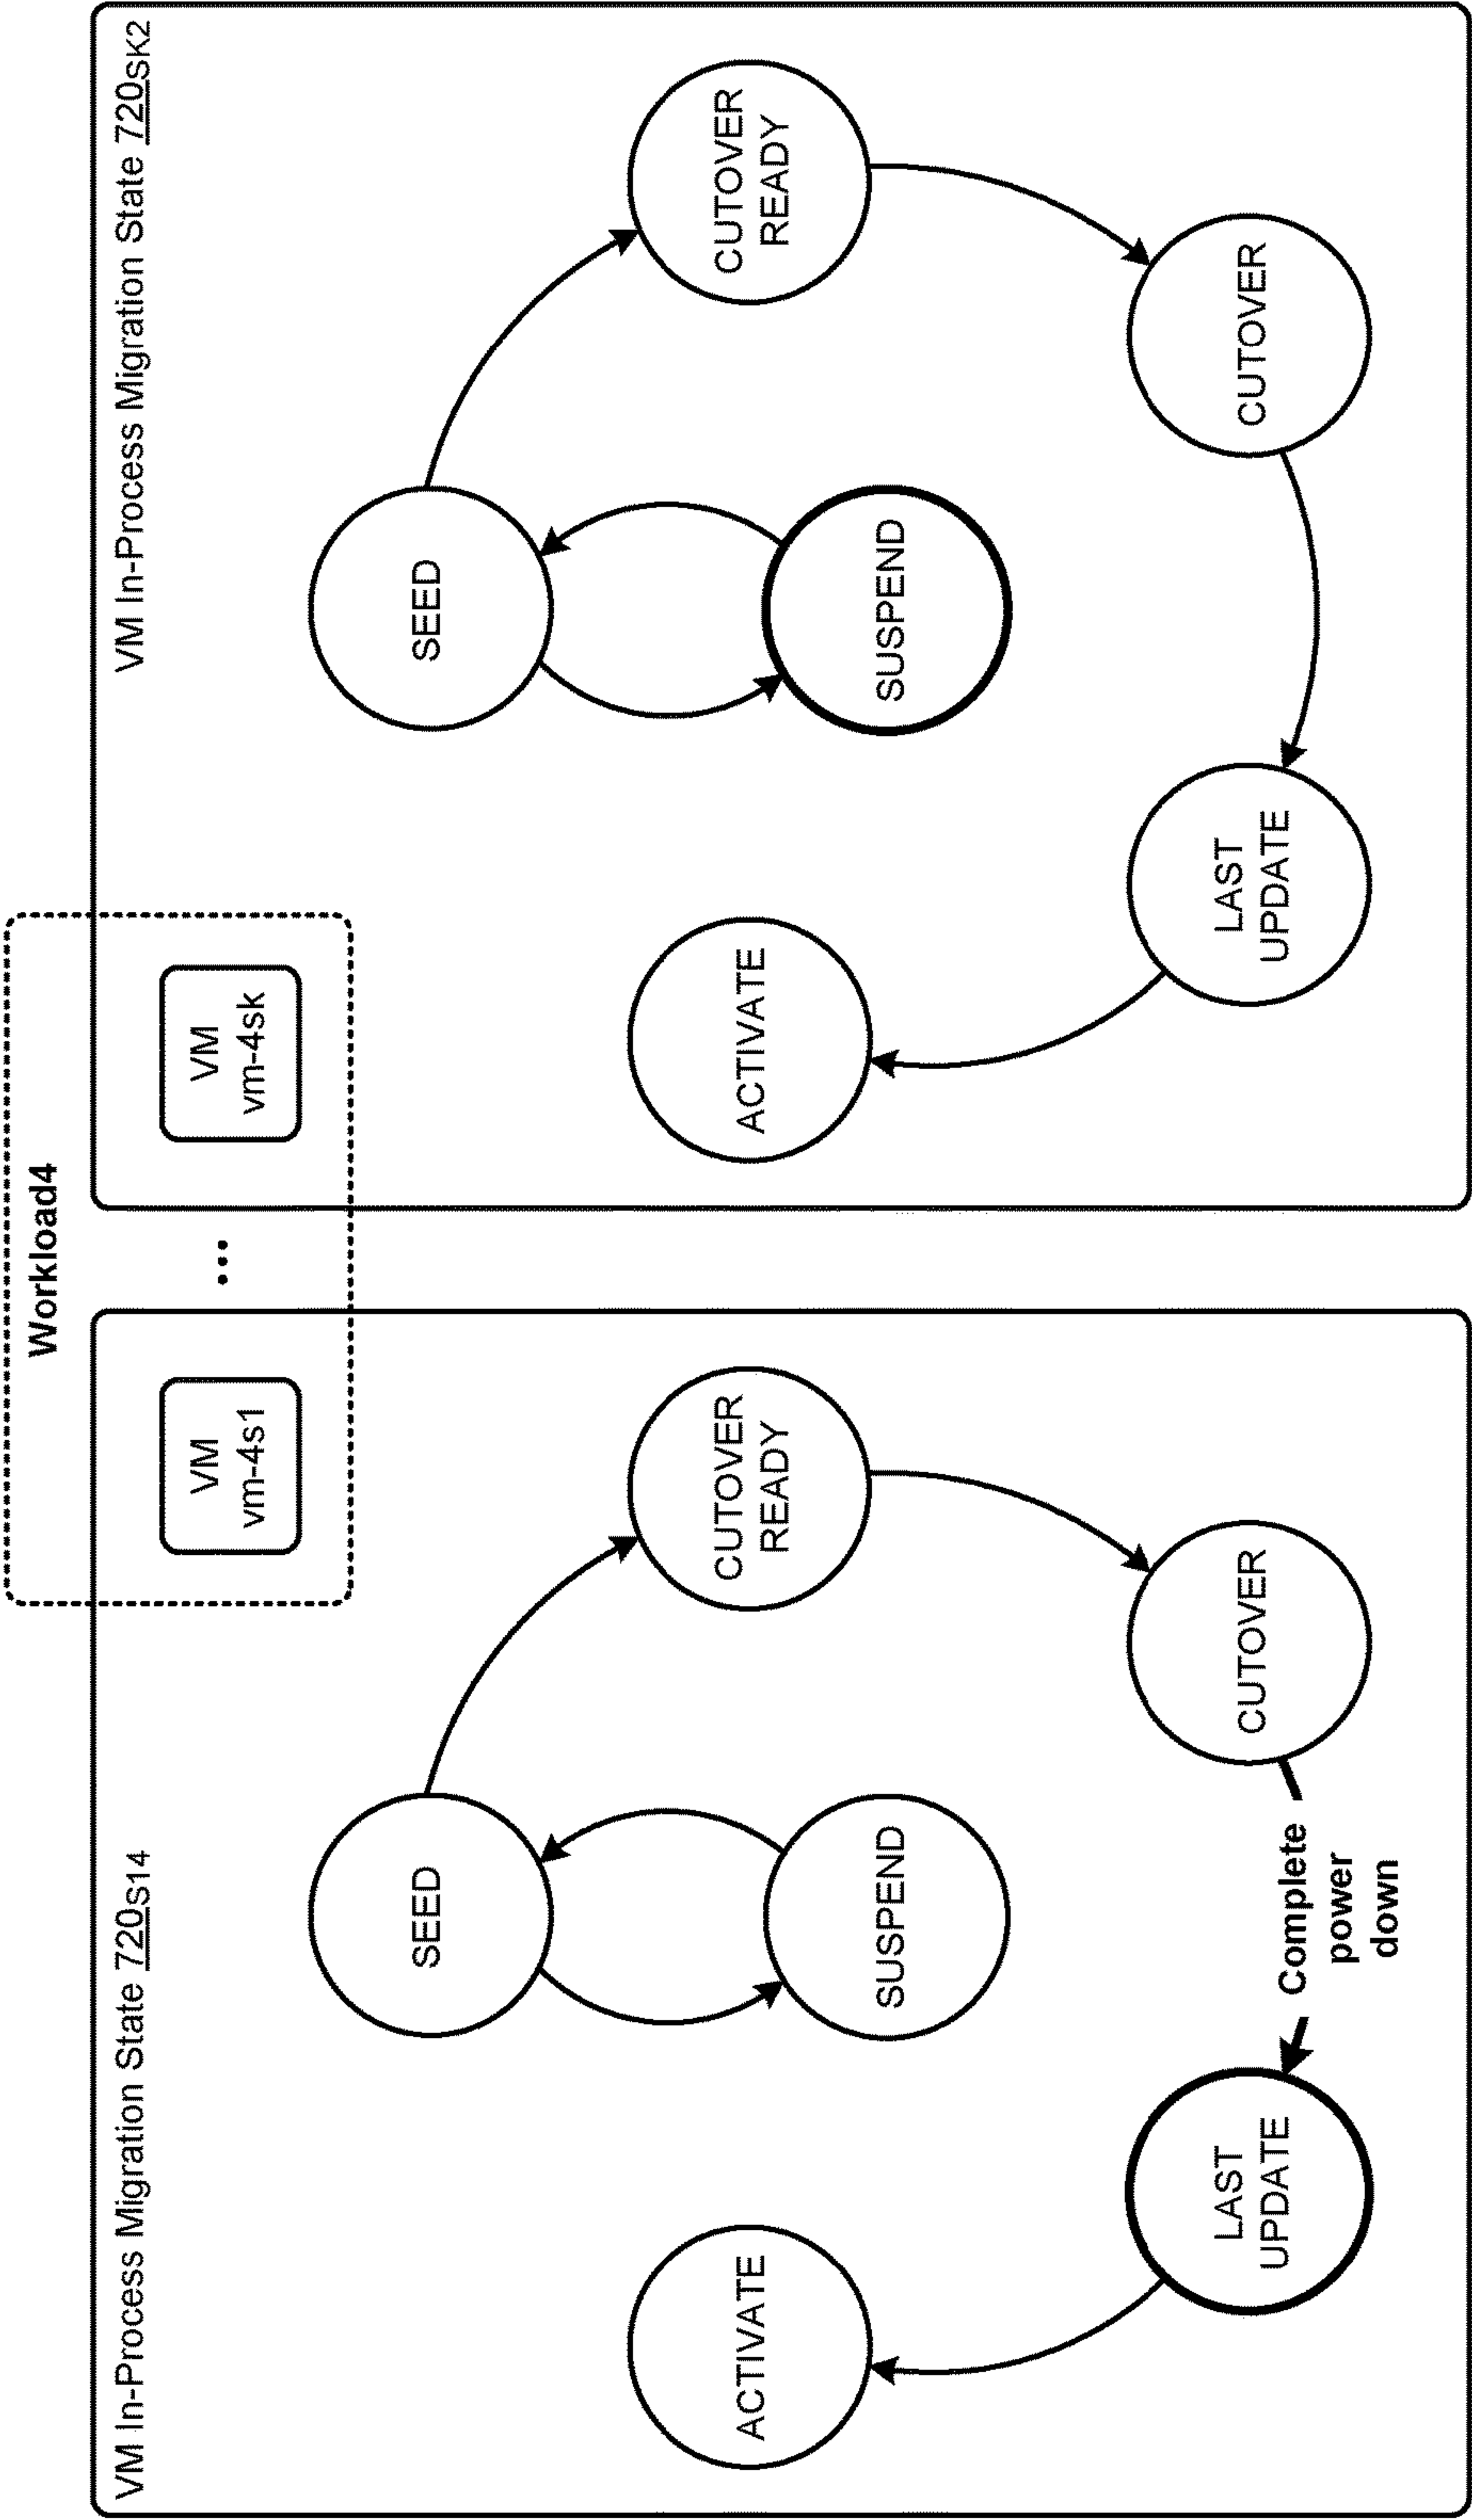 Workload4
VM In-Process Migration State 720S14
VM
vm-4s1
SEED
SUSPEND
CUTOVER
READY
CUTOVER
Complete
power
down
LAST
UPDATE
ACTIVATE
...
VM In-Process Migration State 720SK2
VM
vm-4sk
SEED
SUSPEND
CUTOVER
READY
CUTOVER
LAST
UPDATE
ACTIVATE